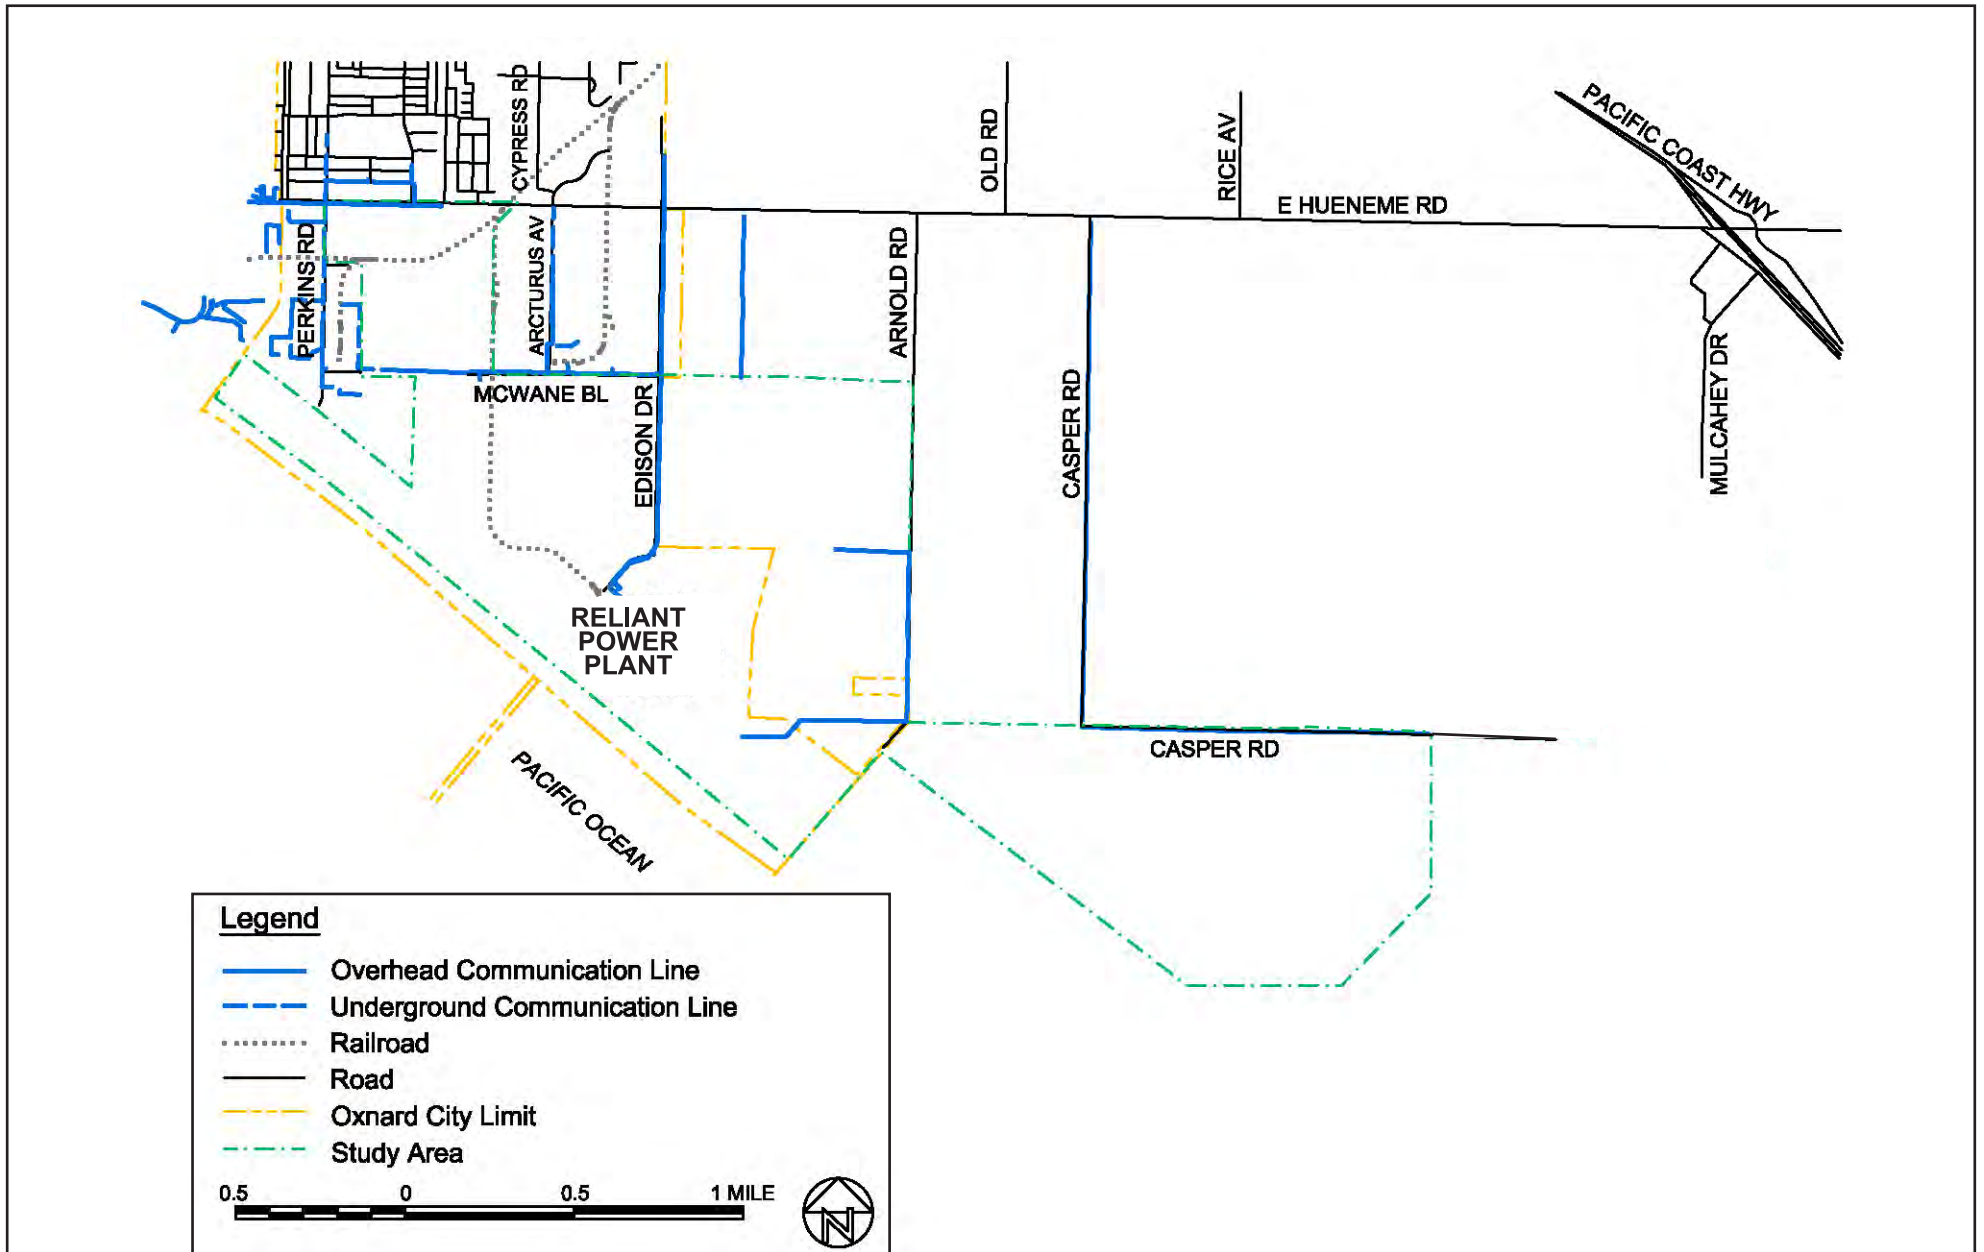 CYPRESS RD
OLD RD
RICE AV
PACIFIC COAST HWY
E HUENEME RD
PERKINS RD
ARCTURUS AV
ARNOLD RD
MCWANE BL
EDISON DR
CASPER RD
MULCAHEY DR
RELIANT
POWER
PLANT
CASPER RD
PACIFIC OCEAN
Legend
Overhead Communication Line
Underground Communication Line
Railroad
Road
Oxnard City Limit
Study Area
0.5 0 0.5 1 MILE
N